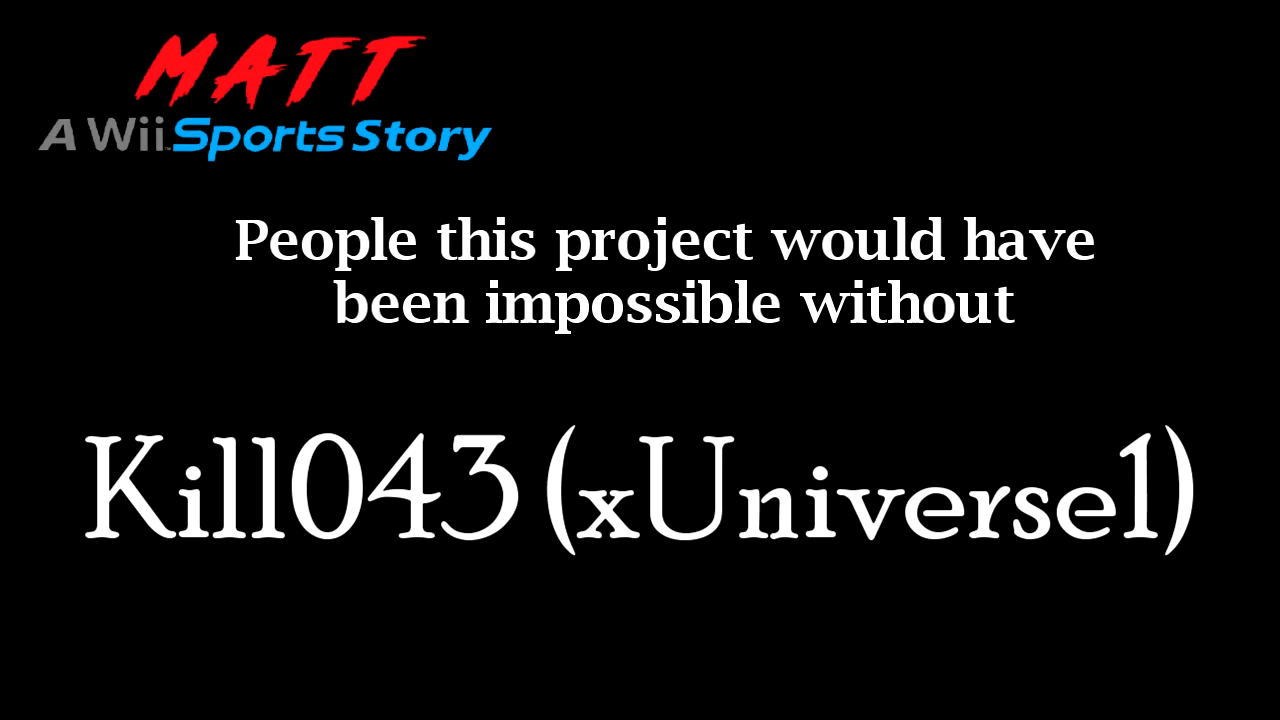 MATT
A Wii Sports Story
People this project would have
been impossible without
Kill043 (xUniverse1)